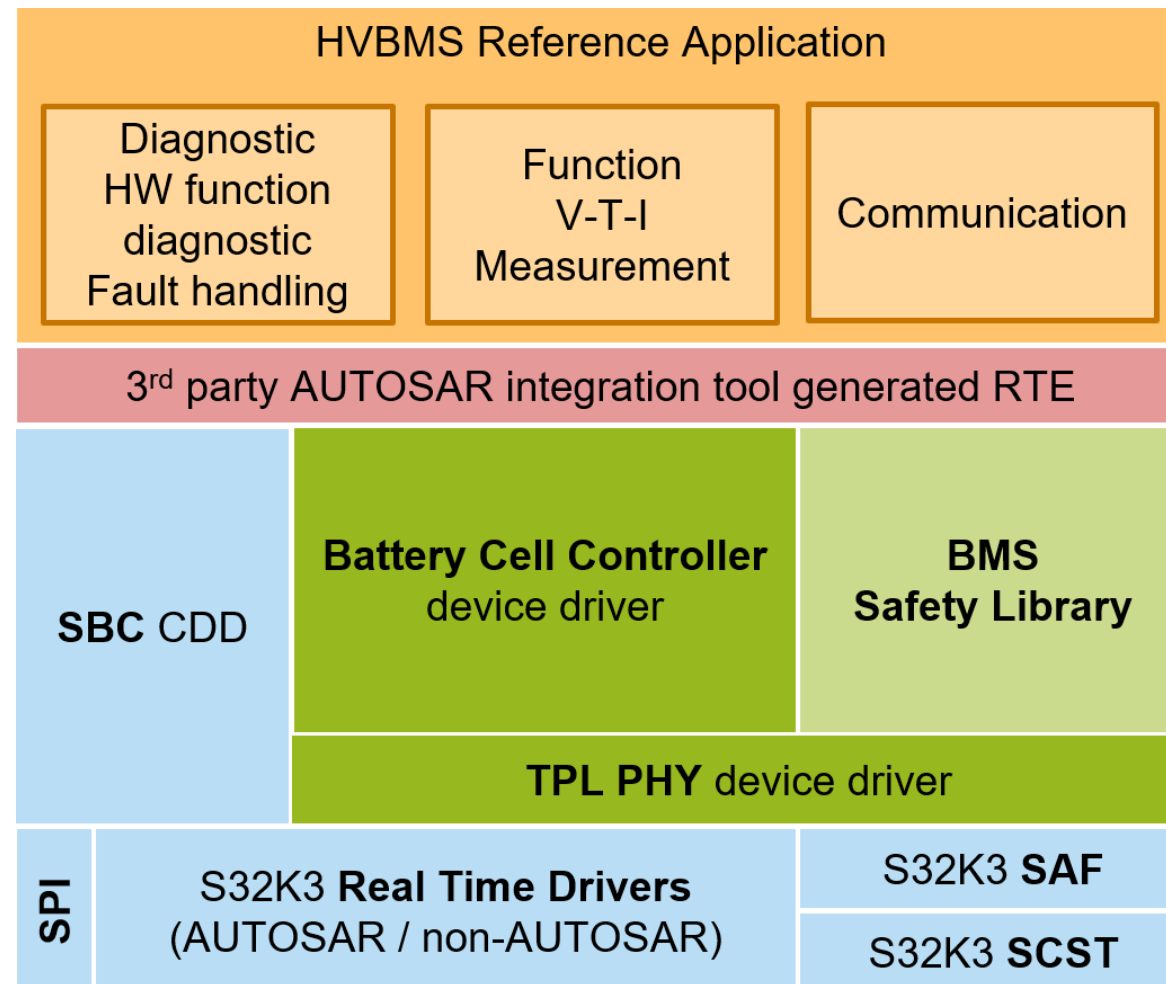 HVBMS Reference Application
Diagnostic
HW function
diagnostic
Fault handling
Function
V-T-I
Measurement
Communication
3rd party AUTOSAR integration tool generated RTE
SBC CDD
Battery Cell Controller
device driver
BMS
Safety Library
TPL PHY device driver
SPI
S32K3 Real Time Drivers
(AUTOSAR / non-AUTOSAR)
S32K3 SAF
S32K3 SCST